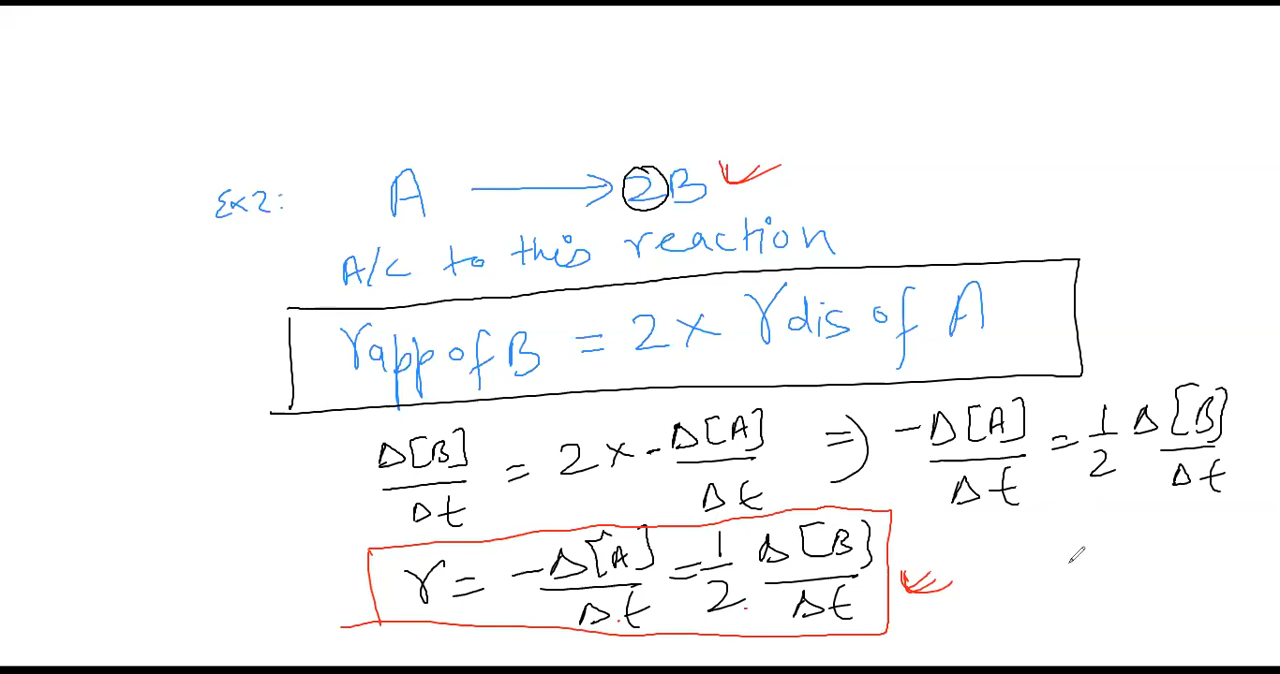 Ex2: A → 2B
A/c to this reaction
rapp of B = 2 × rdis of A
Δ[B]/Δt = 2 × -Δ[A]/Δt ⇒ -Δ[A]/Δt = 1/2 Δ[B]/Δt
r = -Δ[A]/Δt = 1/2 Δ[B]/Δt